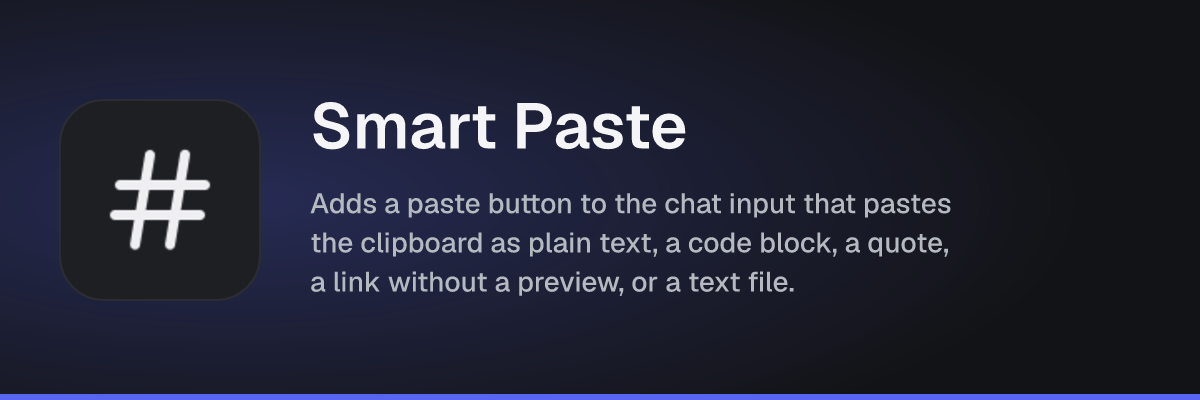 #
Smart Paste
Adds a paste button to the chat input that pastes
the clipboard as plain text, a code block, a quote,
a link without a preview, or a text file.